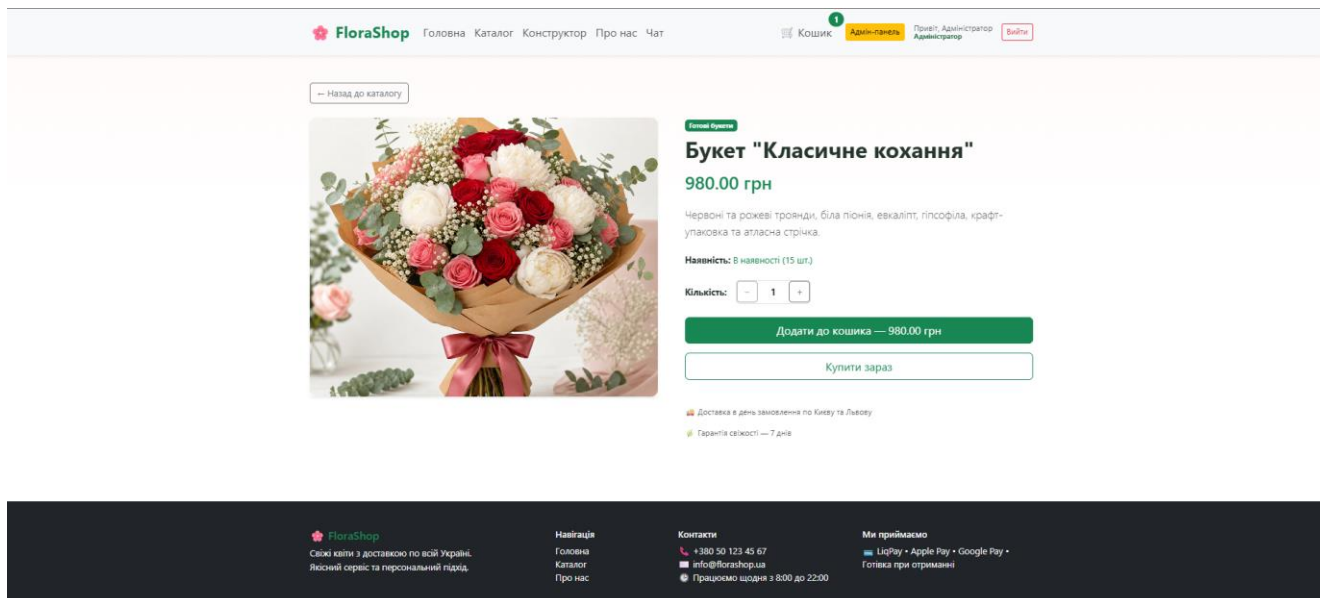 FloraShop Головна Каталог Конструктор Про нас Чат
Кошик 1 Адмін-панель Привіт, Адміністратор Вийти
Адміністратор
← Назад до каталогу
Готові букети
Букет "Класичне кохання"
980.00 грн
Червоні та рожеві троянди, біла піонія, евкаліпт, гіпсофіла, крафт-
упаковка та атласна стрічка.
Наявність: В наявності (15 шт.)
Кількість: - 1 +
Додати до кошика — 980.00 грн
Купити зараз
Доставка в день замовлення по Києву та Львову
Гарантія свіжості — 7 днів
FloraShop
Свіжі квіти з доставкою по всій Україні.
Якісний сервіс та персональний підхід.
Навігація
Головна
Каталог
Про нас
Контакти
+380 50 123 45 67
info@florashop.ua
Працюємо щодня з 8:00 до 22:00
Ми приймаємо
LiqPay • Apple Pay • Google Pay •
Готівка при отриманні